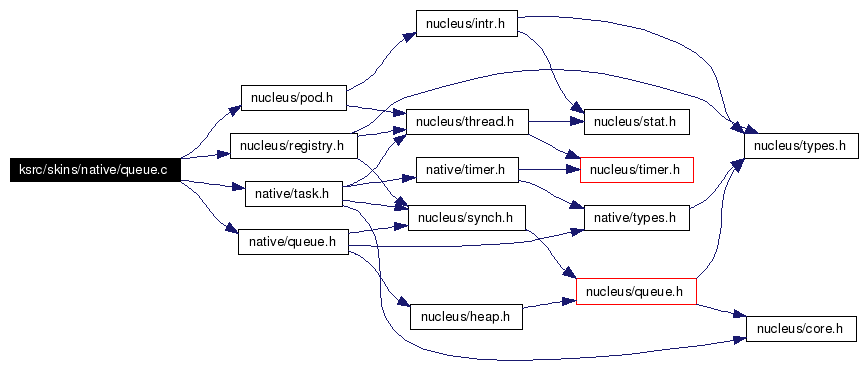 ksrc/skins/native/queue.c
nucleus/pod.h
nucleus/registry.h
native/task.h
native/queue.h
nucleus/intr.h
nucleus/thread.h
native/timer.h
nucleus/synch.h
nucleus/heap.h
nucleus/stat.h
nucleus/timer.h
native/types.h
nucleus/queue.h
nucleus/types.h
nucleus/core.h